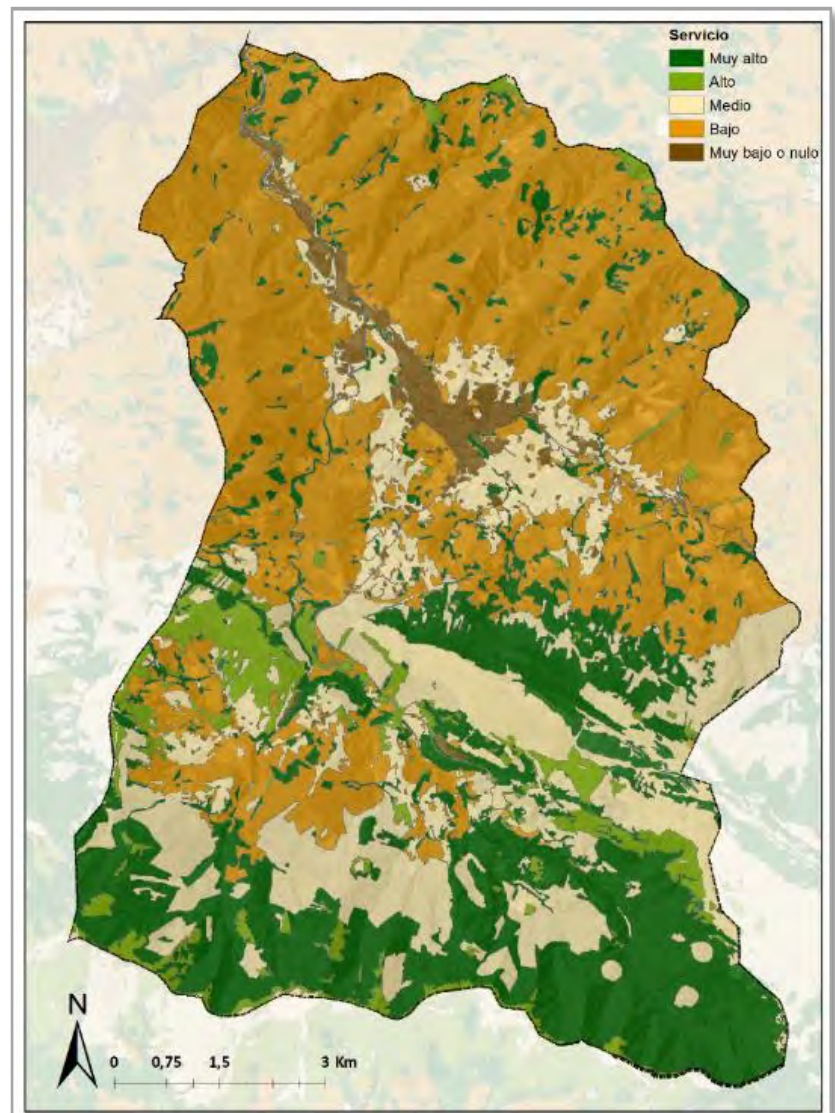 Servicio
Muy alto
Alto
Medio
Bajo
Muy bajo o nulo
N
0 0,75 1,5 3 Km